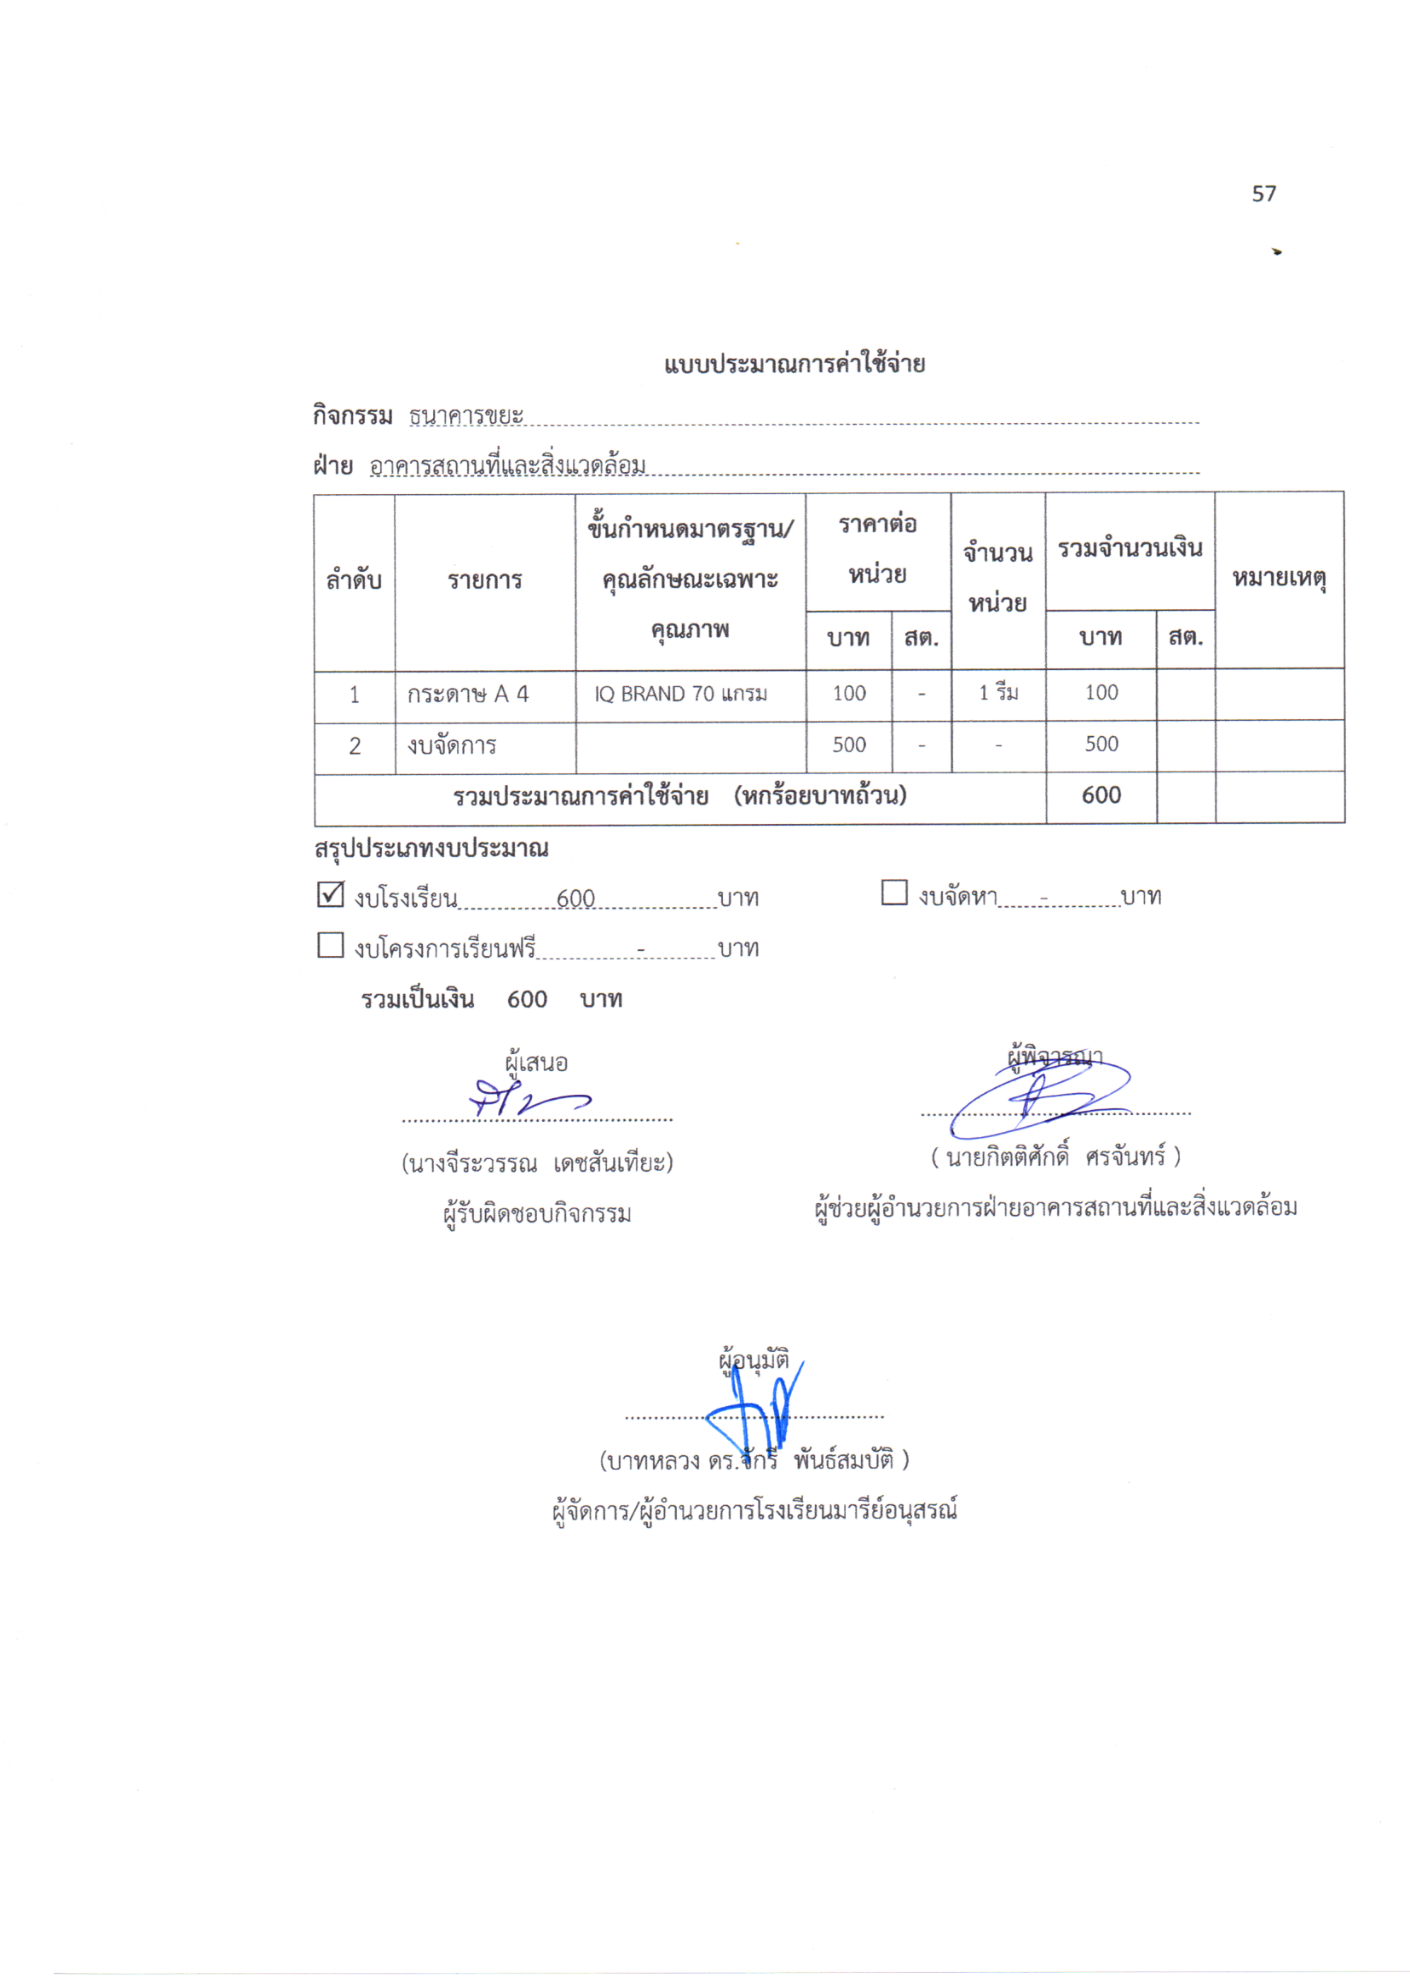 57
แบบประมาณการค่าใช้จ่าย
กิจกรรม ธนาคารขยะ
ฝ่าย อาคารสถานที่และสิ่งแวดล้อม
ลำดับ รายการ ขั้นกำหนดมาตรฐาน/คุณลักษณะเฉพาะคุณภาพ ราคาต่อหน่วย จำนวนหน่วย รวมจำนวนเงิน หมายเหตุ
บาท สต. บาท สต.
1 กระดาษ A 4 IQ BRAND 70 แกรม 100 - 1 รีม 100
2 งบจัดการ 500 - - 500
รวมประมาณการค่าใช้จ่าย (หกร้อยบาทถ้วน) 600
สรุปประเภทงบประมาณ
☑ งบโรงเรียน 600 บาท ☐ งบจัดหา - บาท
☐ งบโครงการเรียนฟรี - บาท
รวมเป็นเงิน 600 บาท
ผู้เสนอ ผู้พิจารณา
(นางจีระวรรณ เดชสันเทียะ) ( นายกิตติศักดิ์ ศรจันทร์ )
ผู้รับผิดชอบกิจกรรม ผู้ช่วยผู้อำนวยการฝ่ายอาคารสถานที่และสิ่งแวดล้อม
ผู้อนุมัติ
(บาทหลวง ดร.จักรี พันธ์สมบัติ )
ผู้จัดการ/ผู้อำนวยการโรงเรียนมารีย์อนุสรณ์